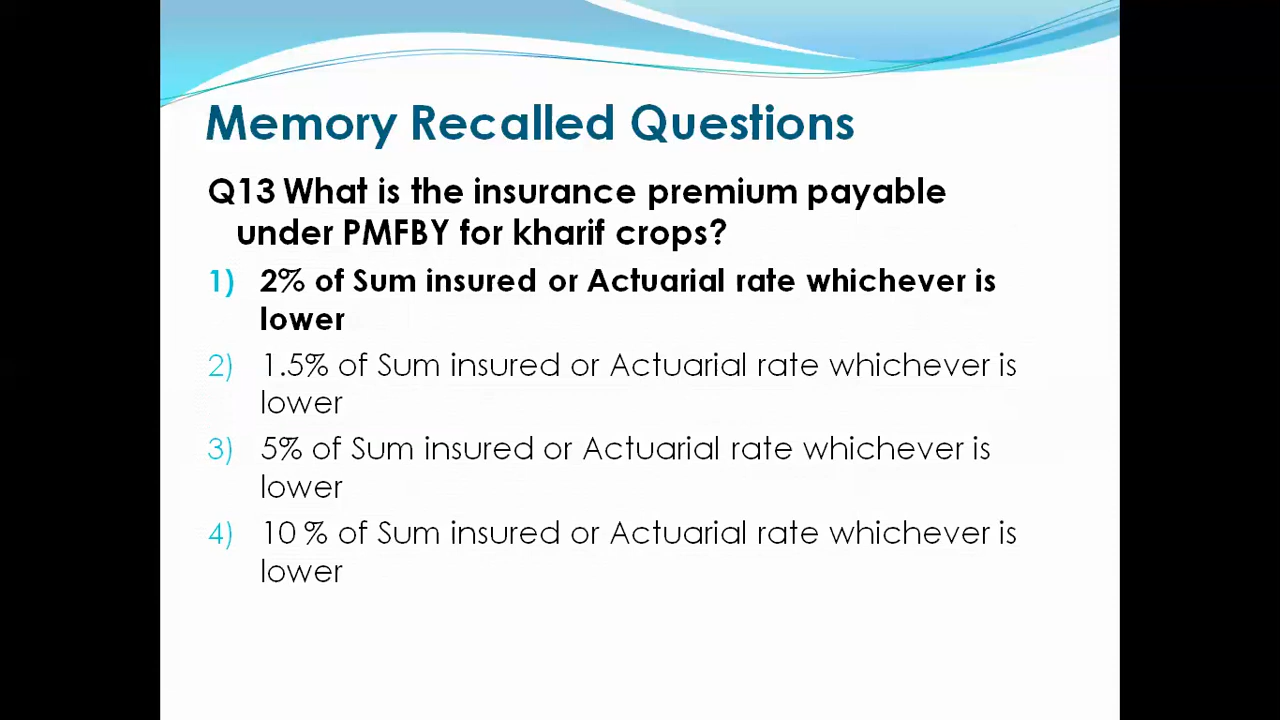 Memory Recalled Questions
Q13 What is the insurance premium payable
under PMFBY for kharif crops?
1) 2% of Sum insured or Actuarial rate whichever is
lower
2) 1.5% of Sum insured or Actuarial rate whichever is
lower
3) 5% of Sum insured or Actuarial rate whichever is
lower
4) 10 % of Sum insured or Actuarial rate whichever is
lower